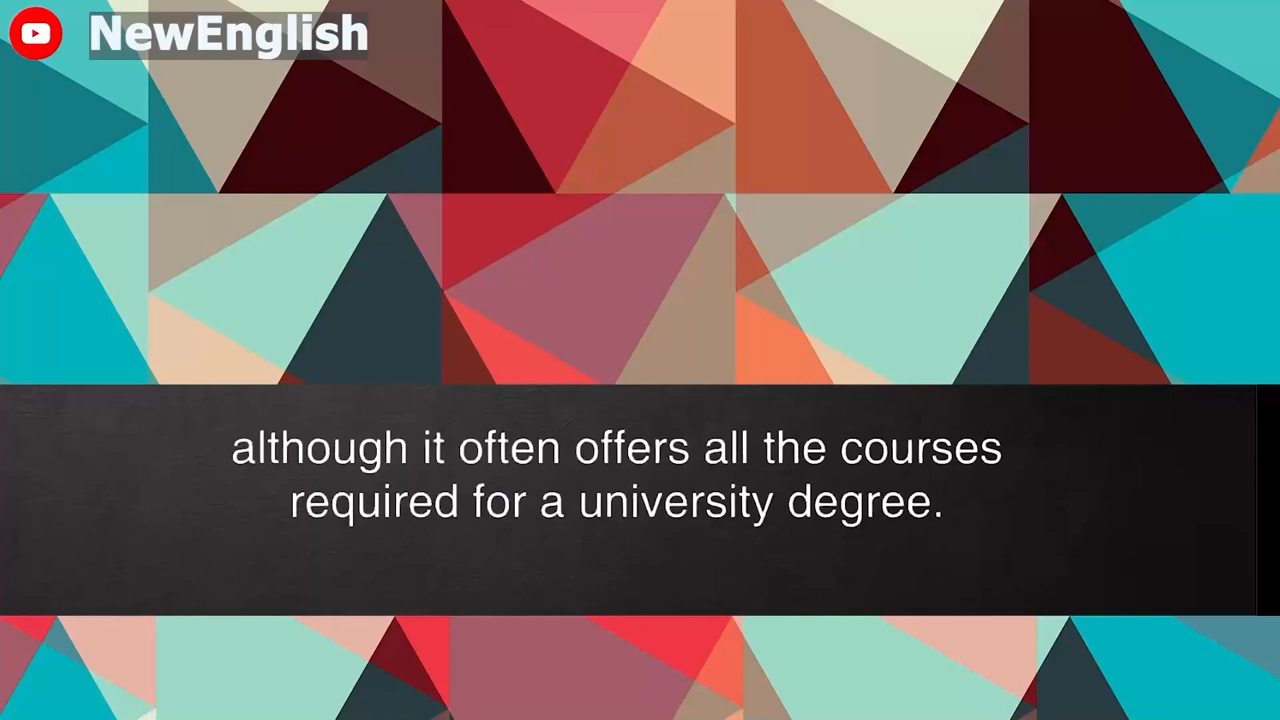 NewEnglish
although it often offers all the courses
required for a university degree.